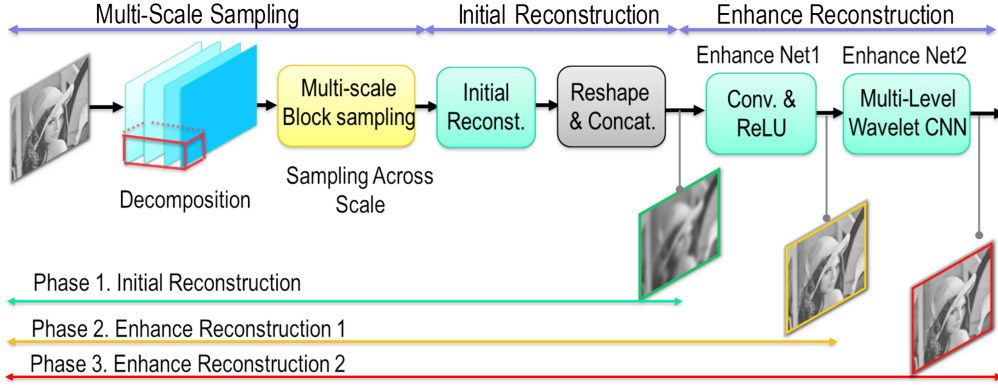 Multi-Scale Sampling
Initial Reconstruction
Enhance Reconstruction
Enhance Net1
Enhance Net2
Multi-scale
Block sampling
Initial
Reconst.
Reshape
& Concat.
Conv. &
ReLU
Multi-Level
Wavelet CNN
Decomposition
Sampling Across
Scale
Phase 1. Initial Reconstruction
Phase 2. Enhance Reconstruction 1
Phase 3. Enhance Reconstruction 2